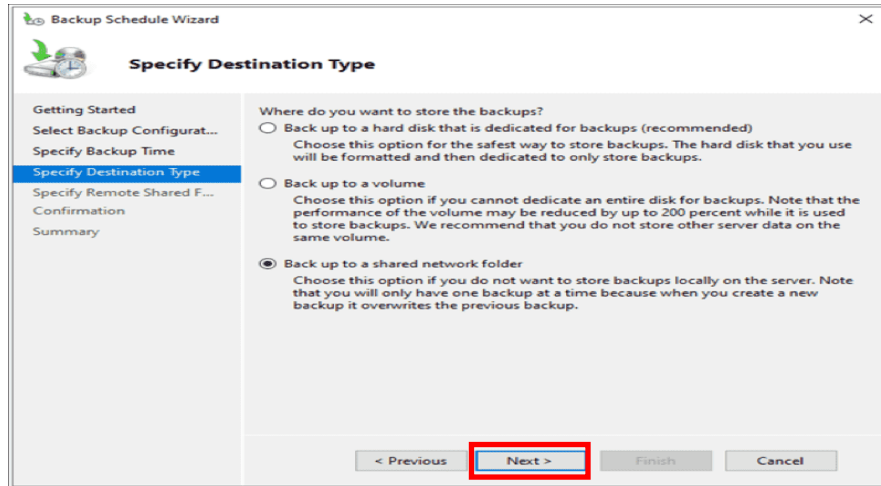 Backup Schedule Wizard
Specify Destination Type
Getting Started
Select Backup Configurat...
Specify Backup Time
Specify Destination Type
Specify Remote Shared F...
Confirmation
Summary
Where do you want to store the backups?
Back up to a hard disk that is dedicated for backups (recommended)
Choose this option for the safest way to store backups. The hard disk that you use
will be formatted and then dedicated to only store backups.
Back up to a volume
Choose this option if you cannot dedicate an entire disk for backups. Note that the
performance of the volume may be reduced by up to 200 percent while it is used
to store backups. We recommend that you do not store other server data on the
same volume.
Back up to a shared network folder
Choose this option if you do not want to store backups locally on the server. Note
that you will only have one backup at a time because when you create a new
backup it overwrites the previous backup.
< Previous
Next >
Finish
Cancel